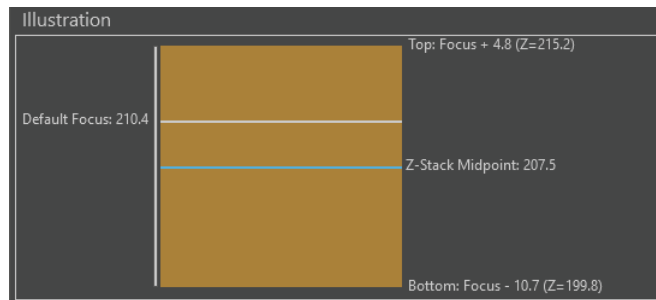 Illustration
Top: Focus + 4.8 (Z=215.2)
Default Focus: 210.4
Z-Stack Midpoint: 207.5
Bottom: Focus - 10.7 (Z=199.8)